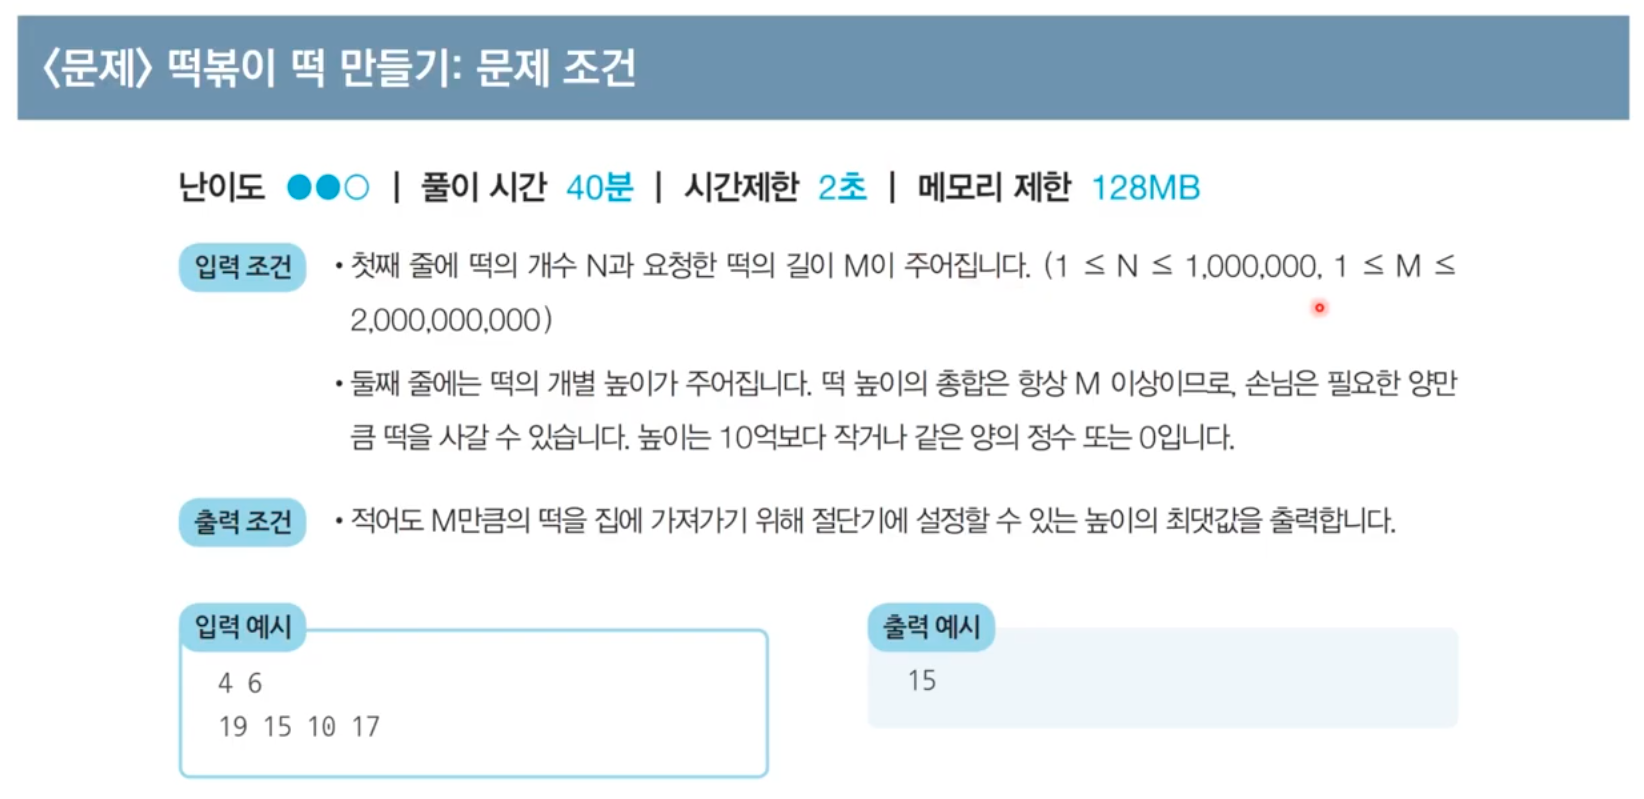 〈문제〉 떡볶이 떡 만들기: 문제 조건
난이도 ●●○ | 풀이 시간 40분 | 시간제한 2초 | 메모리 제한 128MB
입력 조건 • 첫째 줄에 떡의 개수 N과 요청한 떡의 길이 M이 주어집니다. (1 ≤ N ≤ 1,000,000, 1 ≤ M ≤
2,000,000,000)
• 둘째 줄에는 떡의 개별 높이가 주어집니다. 떡 높이의 총합은 항상 M 이상이므로, 손님은 필요한 양만
큼 떡을 사갈 수 있습니다. 높이는 10억보다 작거나 같은 양의 정수 또는 0입니다.
출력 조건 • 적어도 M만큼의 떡을 집에 가져가기 위해 절단기에 설정할 수 있는 높이의 최댓값을 출력합니다.
입력 예시
4 6
19 15 10 17
출력 예시
15